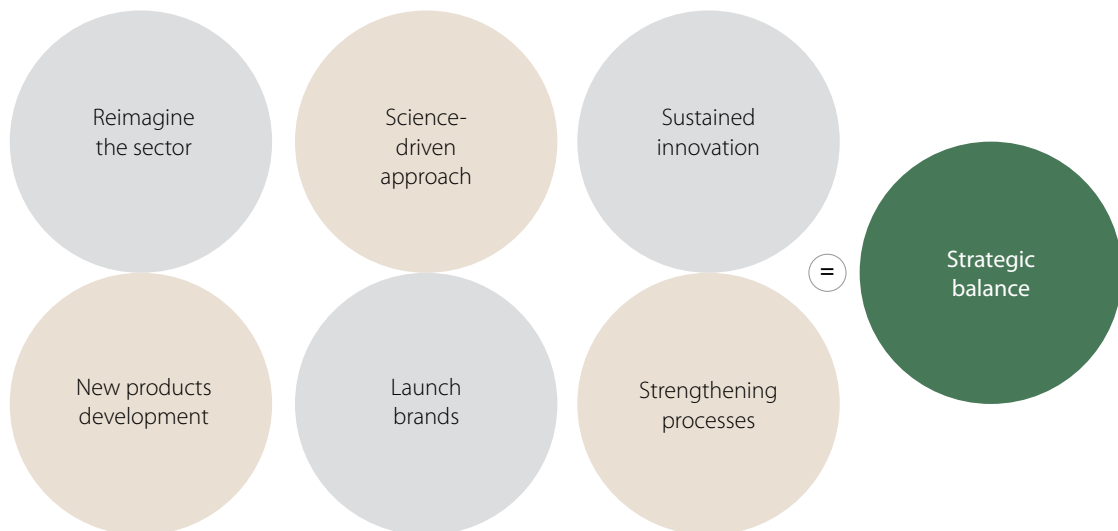 Reimagine
the sector
Science-
driven
approach
Sustained
innovation
New products
development
Launch
brands
Strengthening
processes
=
Strategic
balance